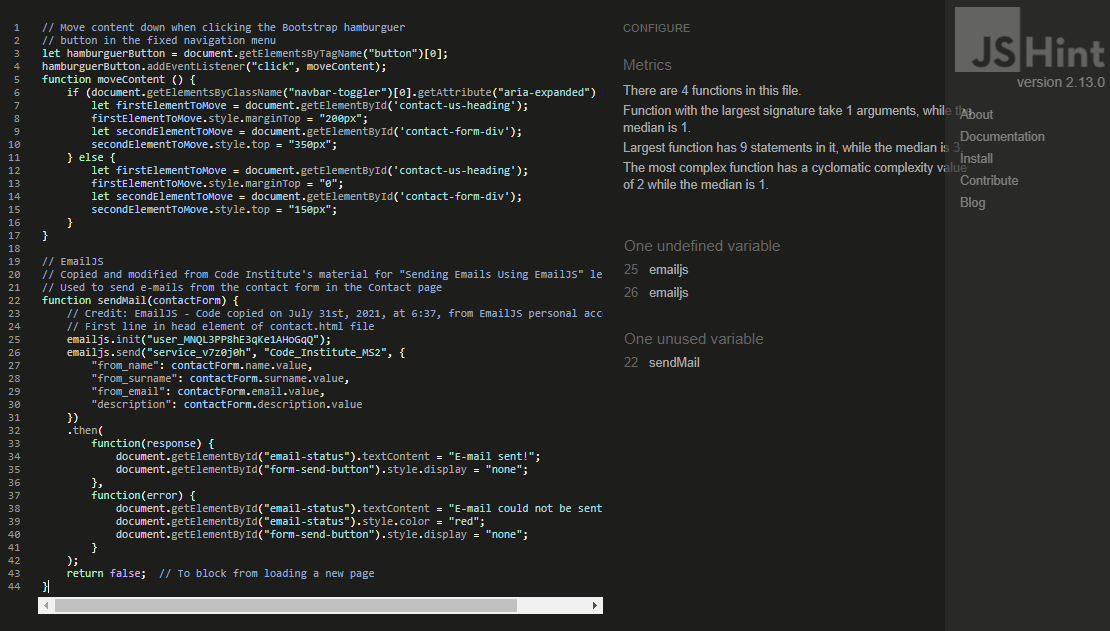 1 // Move content down when clicking the Bootstrap hamburguer
2 // button in the fixed navigation menu
3 let hamburguerButton = document.getElementsByTagName("button")[0];
4 hamburguerButton.addEventListener("click", moveContent);
5 function moveContent () {
6 if (document.getElementsByClassName("navbar-toggler")[0].getAttribute("aria-expanded")
7 let firstElementToMove = document.getElementById('contact-us-heading');
8 firstElementToMove.style.marginTop = "200px";
9 let secondElementToMove = document.getElementById('contact-form-div');
10 secondElementToMove.style.top = "350px";
11 } else {
12 let firstElementToMove = document.getElementById('contact-us-heading');
13 firstElementToMove.style.marginTop = "0";
14 let secondElementToMove = document.getElementById('contact-form-div');
15 secondElementToMove.style.top = "150px";
16 }
17 }
18
19 // EmailJS
20 // Copied and modified from Code Institute's material for "Sending Emails Using EmailJS" le
21 // Used to send e-mails from the contact form in the Contact page
22 function sendMail(contactForm) {
23 // Credit: EmailJS - Code copied on July 31st, 2021, at 6:37, from EmailJS personal acc
24 // First line in head element of contact.html file
25 emailjs.init("user_MNQL3PP8hE3qKe1AHoGqQ");
26 emailjs.send("service_v7z0j0h", "Code_Institute_MS2", {
27 "from_name": contactForm.name.value,
28 "from_surname": contactForm.surname.value,
29 "from_email": contactForm.email.value,
30 "description": contactForm.description.value
31 })
32 .then(
33 function(response) {
34 document.getElementById("email-status").textContent = "E-mail sent!";
35 document.getElementById("form-send-button").style.display = "none";
36 },
37 function(error) {
38 document.getElementById("email-status").textContent = "E-mail could not be sent
39 document.getElementById("email-status").style.color = "red";
40 document.getElementById("form-send-button").style.display = "none";
41 }
42 );
43 return false; // To block from loading a new page
44 }
CONFIGURE
Metrics
There are 4 functions in this file.
Function with the largest signature take 1 arguments, while the
median is 1.
Largest function has 9 statements in it, while the median is 3.
The most complex function has a cyclomatic complexity value
of 2 while the median is 1.
One undefined variable
25 emailjs
26 emailjs
One unused variable
22 sendMail
JSHint
version 2.13.0
About
Documentation
Install
Contribute
Blog